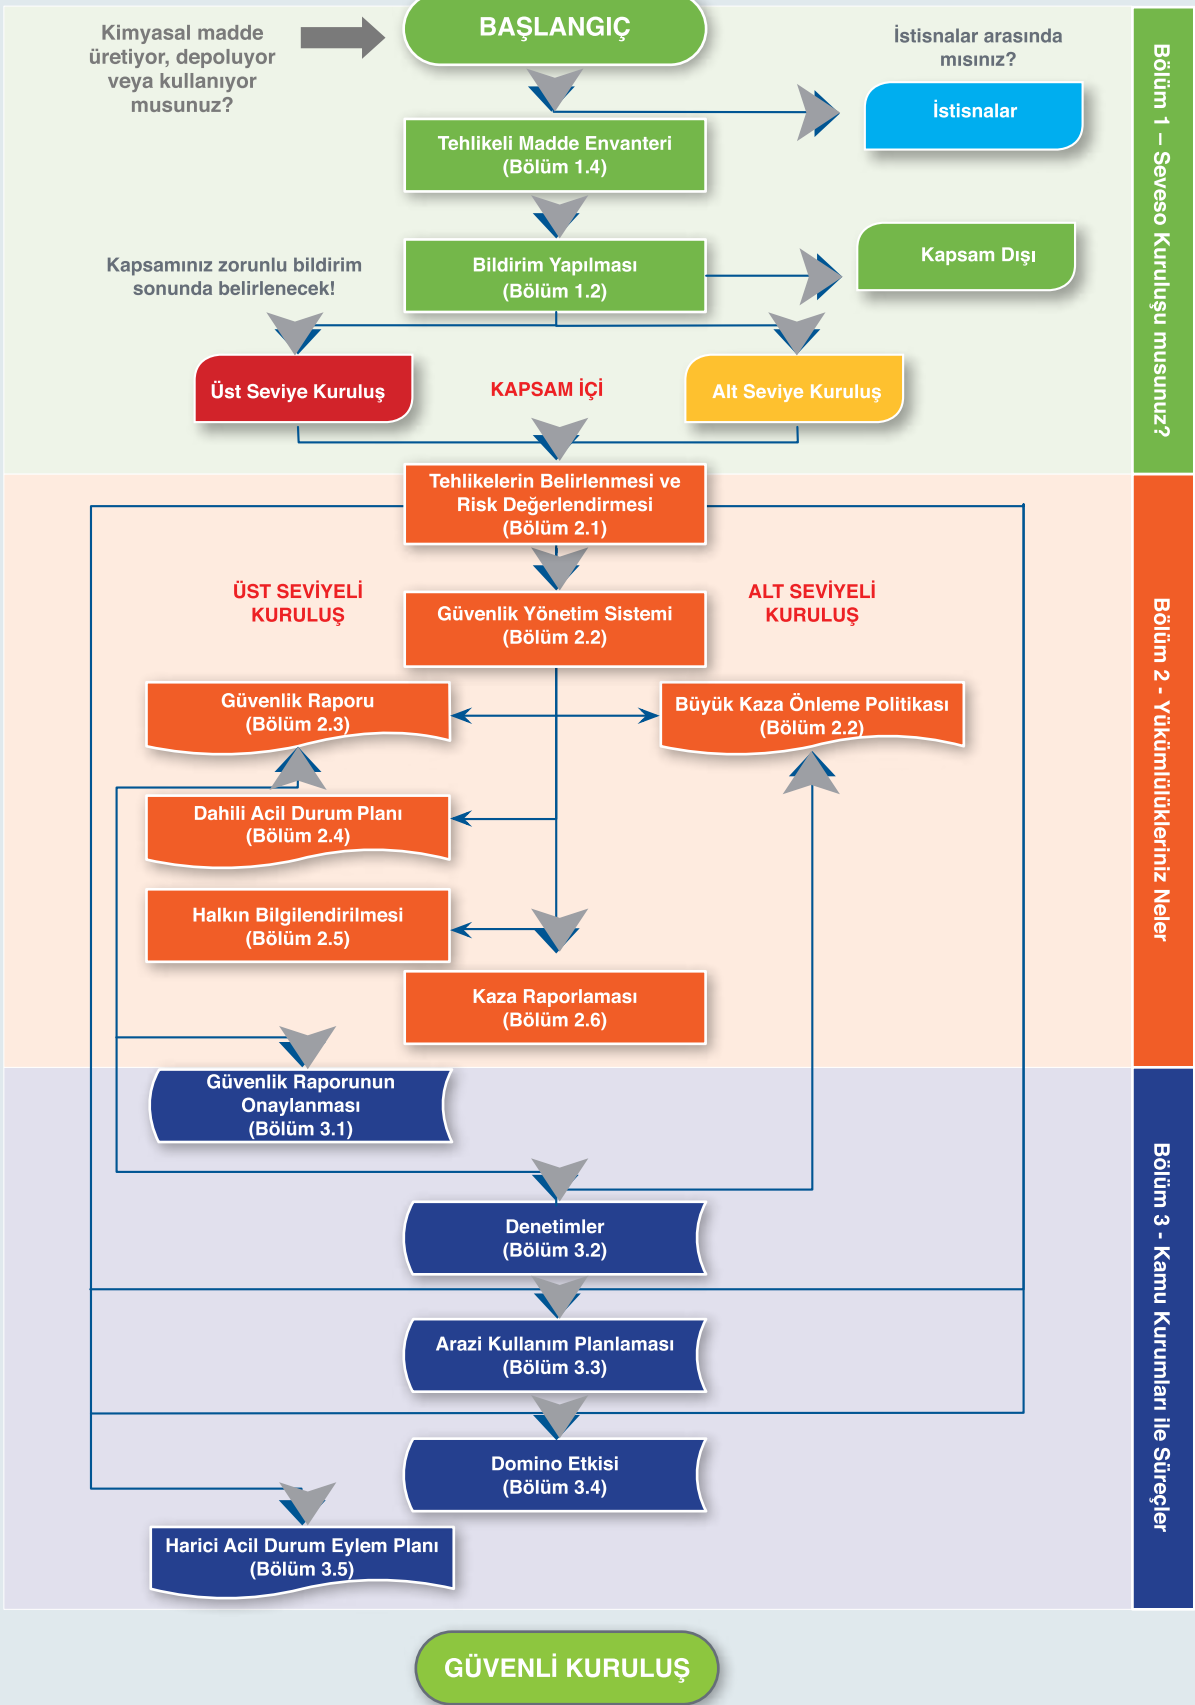 BAŞLANGIÇ
Kimyasal madde
üretiyor, depoluyor
veya kullanıyor
musunuz?
İstisnalar arasında
mısınız?
İstisnalar
Tehlikeli Madde Envanteri
(Bölüm 1.4)
Bildirim Yapılması
(Bölüm 1.2)
Kapsam Dışı
Kapsamınız zorunlu bildirim
sonunda belirlenecek!
Üst Seviye Kuruluş
KAPSAM İÇİ
Alt Seviye Kuruluş
Bölüm 1 – Seveso Kuruluşu musunuz?
Tehlikelerin Belirlenmesi ve
Risk Değerlendirmesi
(Bölüm 2.1)
ÜST SEVİYELİ
KURULUŞ
ALT SEVİYELİ
KURULUŞ
Güvenlik Yönetim Sistemi
(Bölüm 2.2)
Güvenlik Raporu
(Bölüm 2.3)
Büyük Kaza Önleme Politikası
(Bölüm 2.2)
Dahili Acil Durum Planı
(Bölüm 2.4)
Halkın Bilgilendirilmesi
(Bölüm 2.5)
Kaza Raporlaması
(Bölüm 2.6)
Bölüm 2 - Yükümlülükleriniz Neler
Güvenlik Raporunun
Onaylanması
(Bölüm 3.1)
Denetimler
(Bölüm 3.2)
Arazi Kullanım Planlaması
(Bölüm 3.3)
Domino Etkisi
(Bölüm 3.4)
Harici Acil Durum Eylem Planı
(Bölüm 3.5)
Bölüm 3 - Kamu Kurumları ile Süreçler
GÜVENLİ KURULUŞ